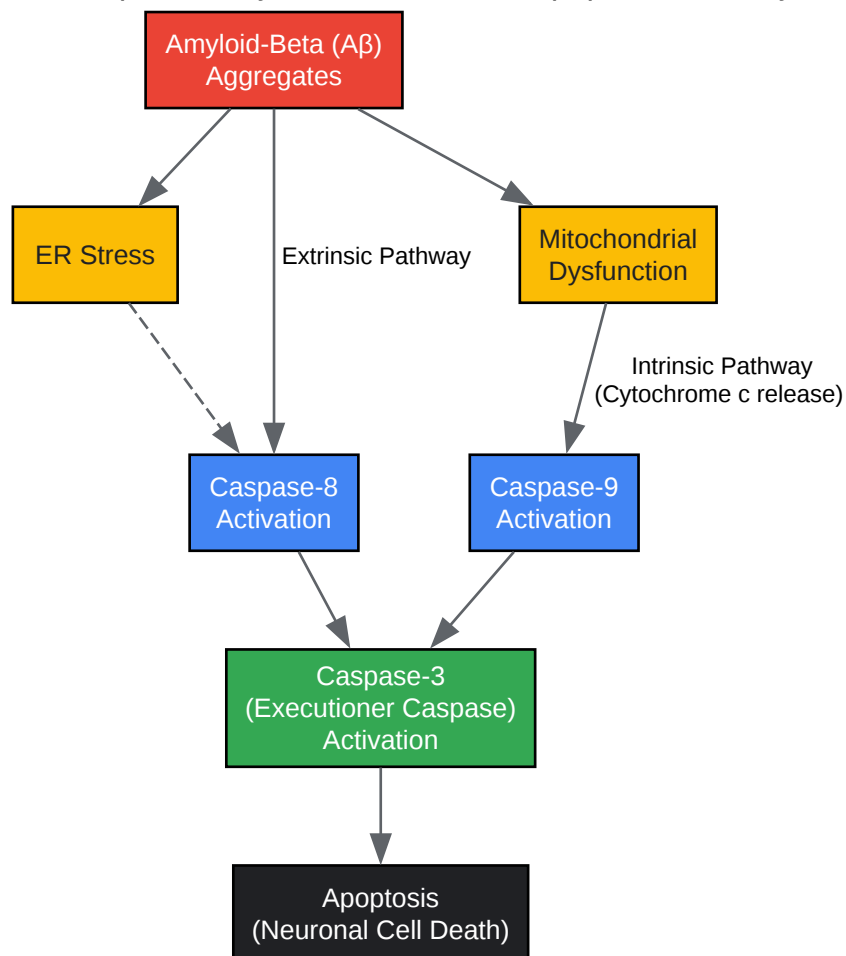 Amyloid-Beta (Aβ)
Aggregates
ER Stress
Extrinsic Pathway
Mitochondrial
Dysfunction
Intrinsic Pathway
(Cytochrome c release)
Caspase-8
Activation
Caspase-9
Activation
Caspase-3
(Executioner Caspase)
Activation
Apoptosis
(Neuronal Cell Death)